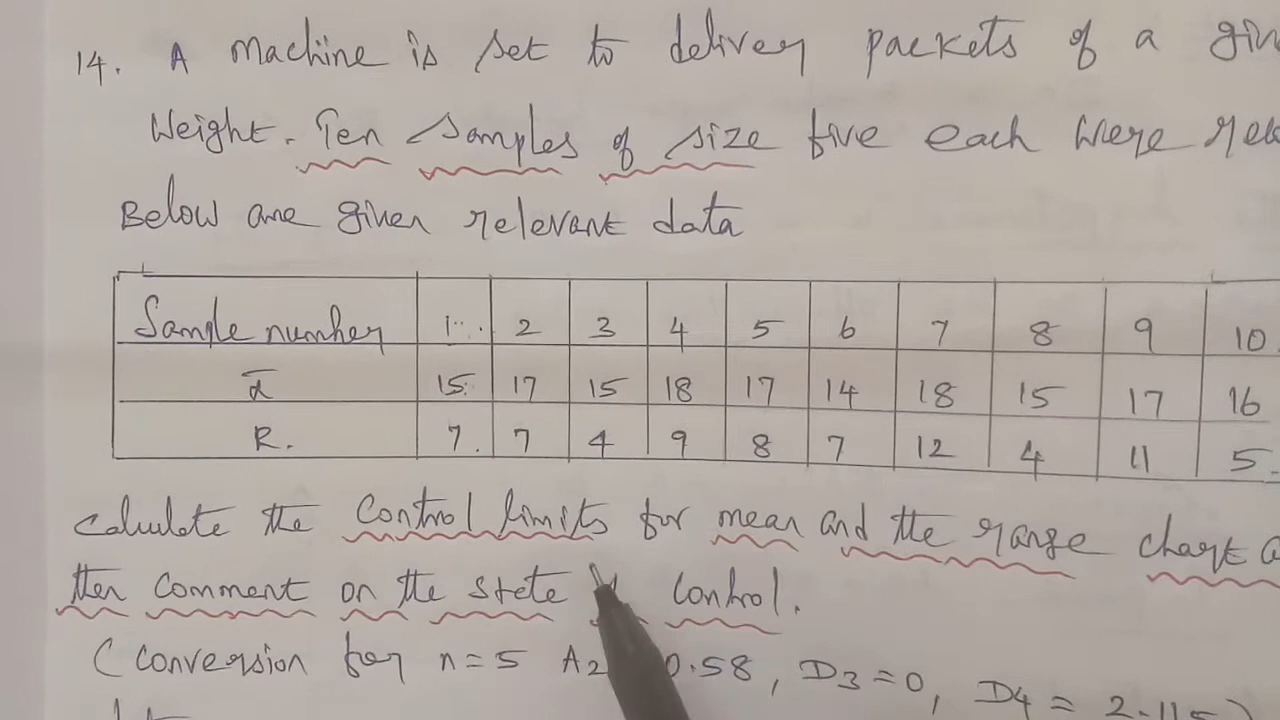 14. A machine is set to deliver packets of a
Weight. Ten samples of size five each were
Below are given relevant data
Sample number 1 2 3 4 5 6 7 8 9 10
x̄ 15 17 15 18 17 14 18 15 17 16
R. 7 7 4 9 8 7 12 4 11 5
Calculate the Control limits for mean and the range chart
then comment on the stete control.
(Conversion for n=5 A2 0.58, D3=0, D4 = 2.115)